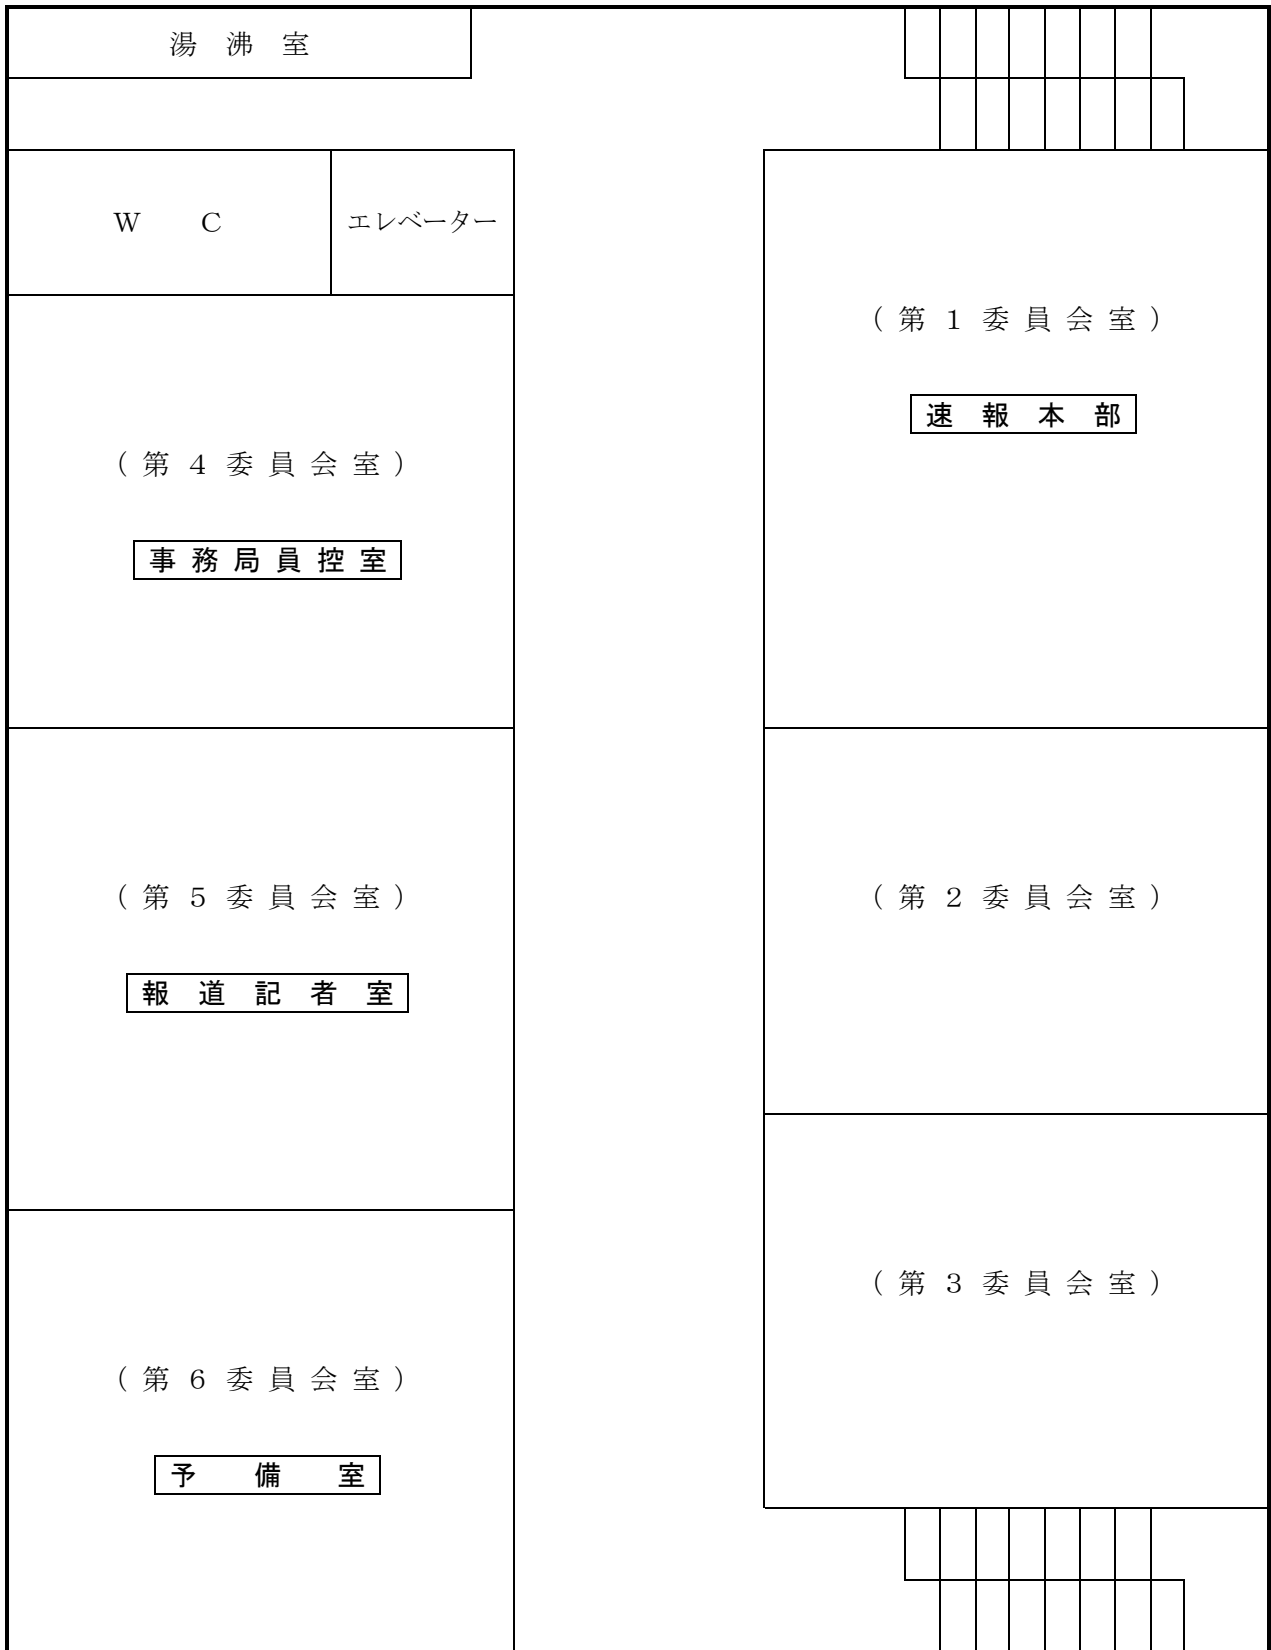 湯沸室
Ｗ　Ｃ
エレベーター
（第４委員会室）
事務局員控室
（第５委員会室）
報道記者室
（第６委員会室）
予備室
（第１委員会室）
速報本部
（第２委員会室）
（第３委員会室）